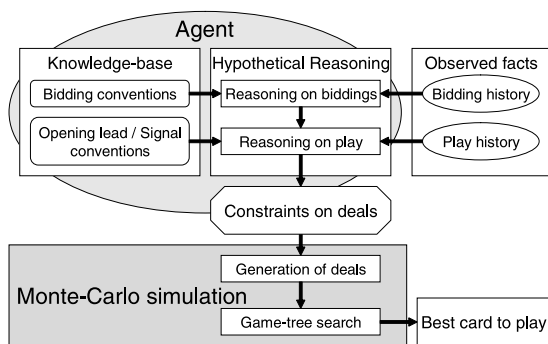 Agent
Knowledge-base
Hypothetical Reasoning
Observed facts
Bidding conventions
Reasoning on biddings
Bidding history
Opening lead / Signal
conventions
Reasoning on play
Play history
Constraints on deals
Generation of deals
Monte-Carlo simulation
Game-tree search
Best card to play